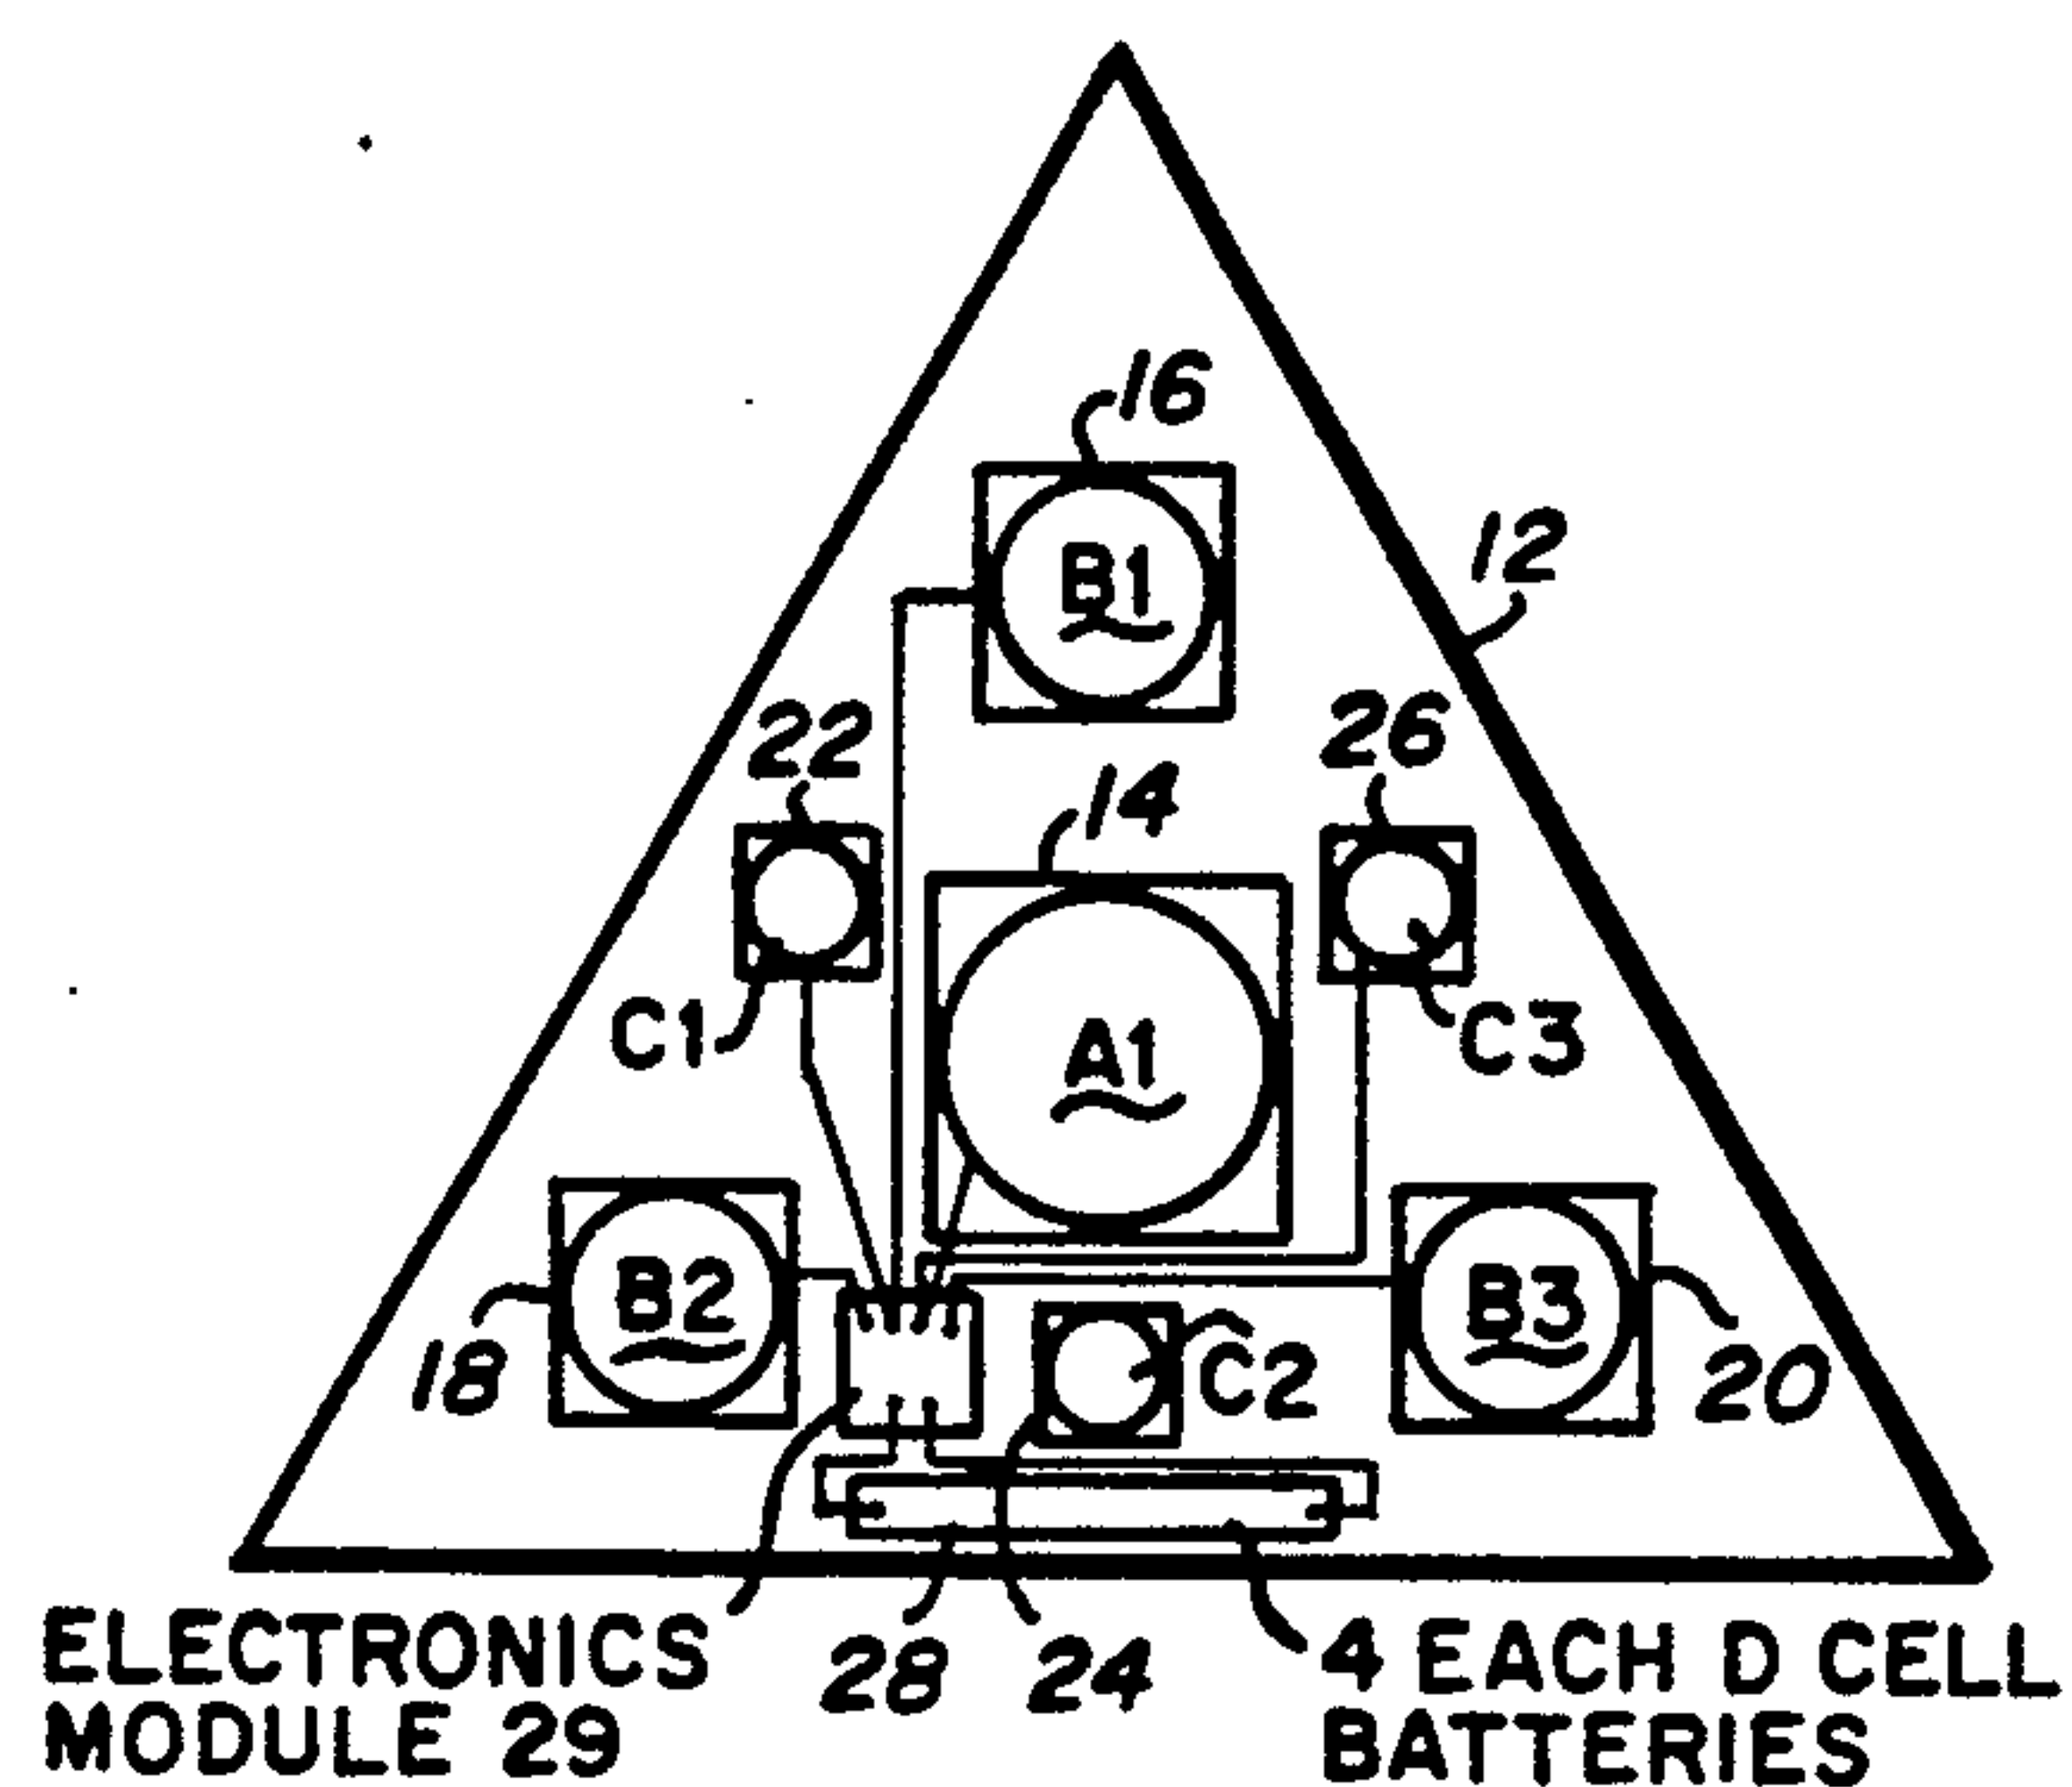 16
B1
12
22
26
14
C1
A1
C3
B2
B3
18
C2
20
ELECTRONICS
MODULE 29
28
24
4 EACH D CELL
BATTERIES